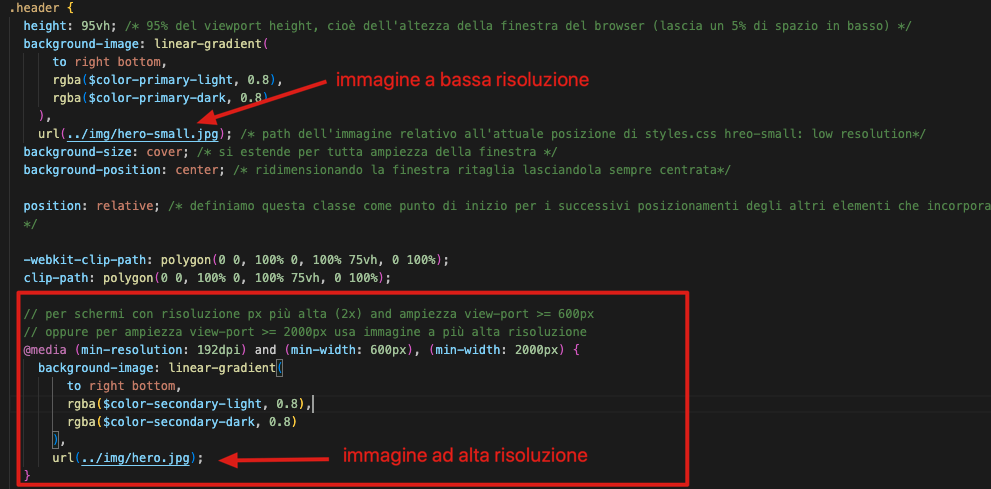 .header {
height: 95vh; /* 95% del viewport height, cioè dell'altezza della finestra del browser (lascia un 5% di spazio in basso) */
background-image: linear-gradient(
to right bottom,
rgba($color-primary-light, 0.8),
immagine a bassa risoluzione
rgba($color-primary-dark, 0.8)
),
url(../img/hero-small.jpg); /* path dell'immagine relativo all'attuale posizione di styles.css hreo-small: low resolution*/
background-size: cover; /* si estende per tutta ampiezza della finestra */
background-position: center; /* ridimensionando la finestra ritaglia lasciandola sempre centrata*/
position: relative; /* definiamo questa classe come punto di inizio per i successivi posizionamenti degli altri elementi che incorpora
*/
-webkit-clip-path: polygon(0 0, 100% 0, 100% 75vh, 0 100%);
clip-path: polygon(0 0, 100% 0, 100% 75vh, 0 100%);
// per schermi con risoluzione px più alta (2x) and ampiezza view-port >= 600px
// oppure per ampiezza view-port >= 2000px usa immagine a più alta risoluzione
@media (min-resolution: 192dpi) and (min-width: 600px), (min-width: 2000px) {
background-image: linear-gradient(
to right bottom,
rgba($color-secondary-light, 0.8),
rgba($color-secondary-dark, 0.8)
),
url(../img/hero.jpg);
immagine ad alta risoluzione
}